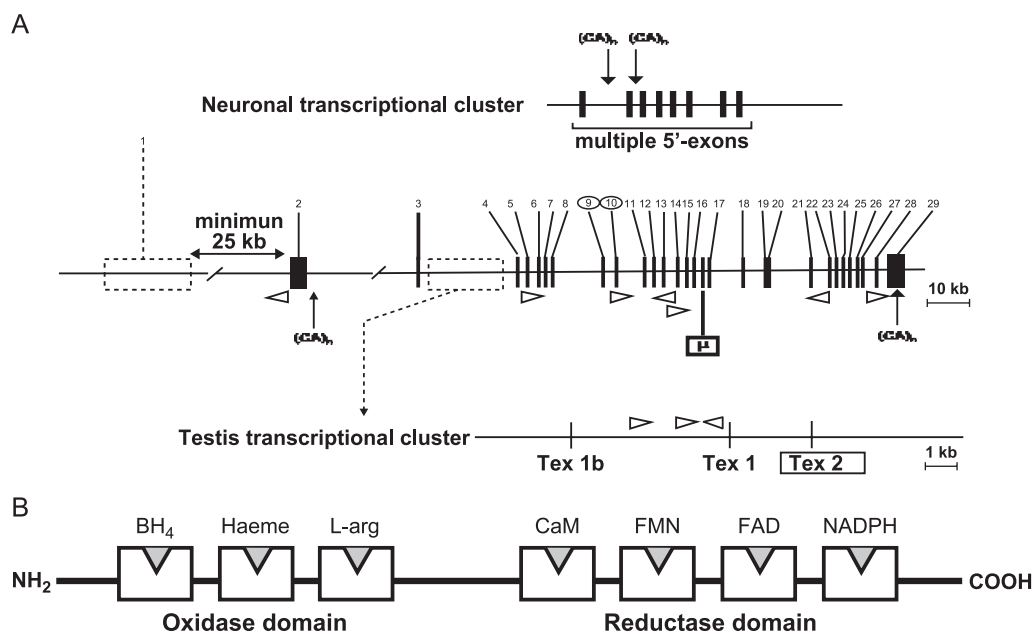 A
(CA)n (CA)n
Neuronal transcriptional cluster
multiple 5'-exons
1
minimun
25 kb
2 3 4 5 6 7 8 9 10 11 12 13 14 15 16 17 18 19 20 21 22 23 24 25 26 27 28 29
10 kb
(CA)n
µ
(CA)n
Testis transcriptional cluster
Tex 1b Tex 1 Tex 2
1 kb
B
BH4 Haeme L-arg CaM FMN FAD NADPH
NH2 COOH
Oxidase domain Reductase domain